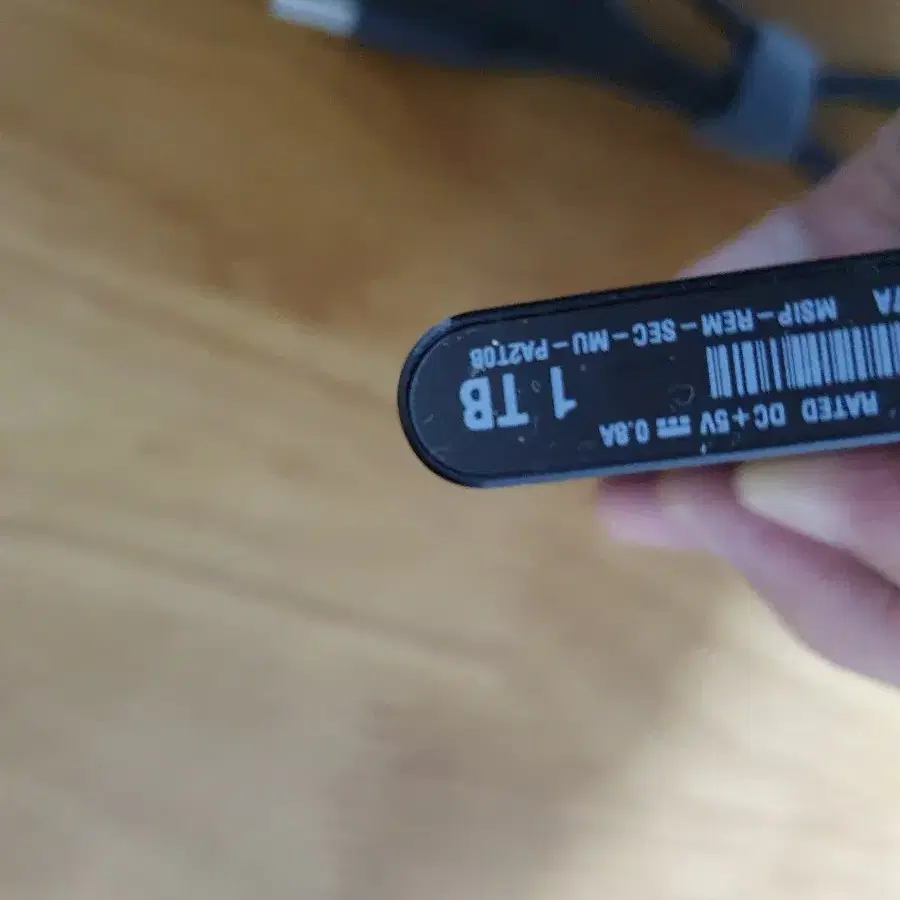 RATED DC+5V ⎓ 0.8A
1 TB
MSIP-REM-SEC-MU-PA2T0B